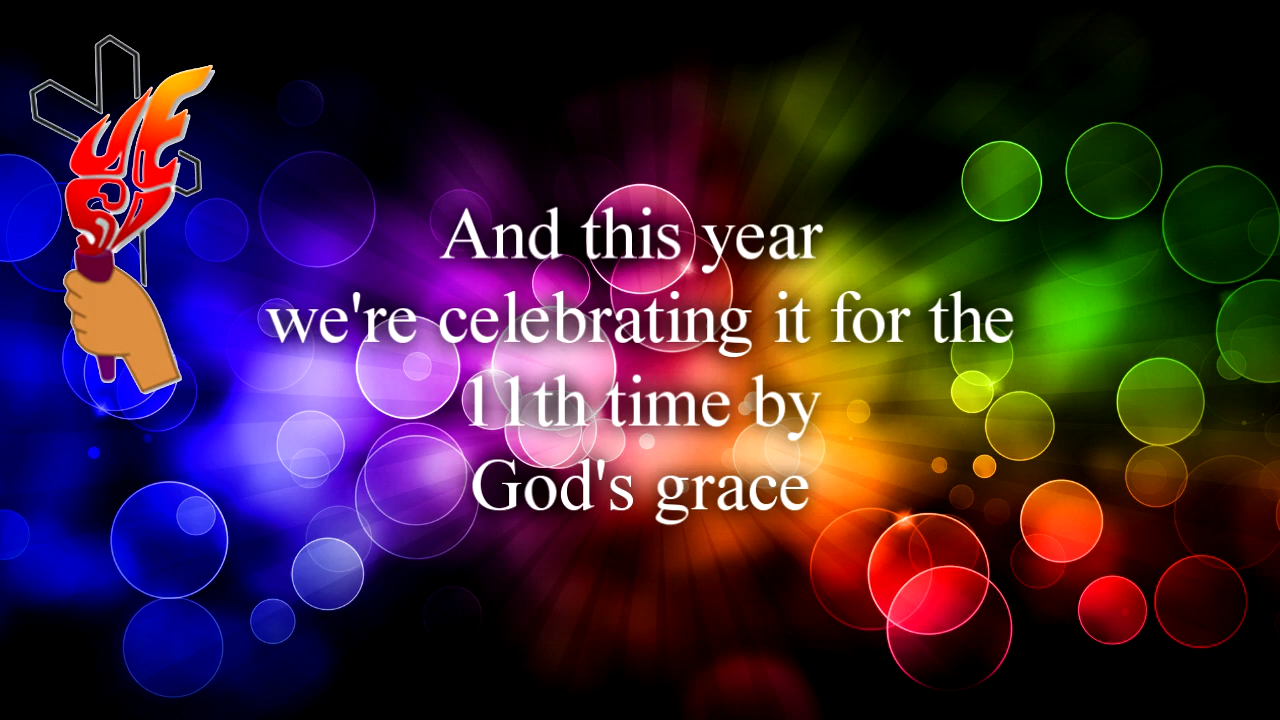 And this year
we're celebrating it for the
11th time by
God's grace